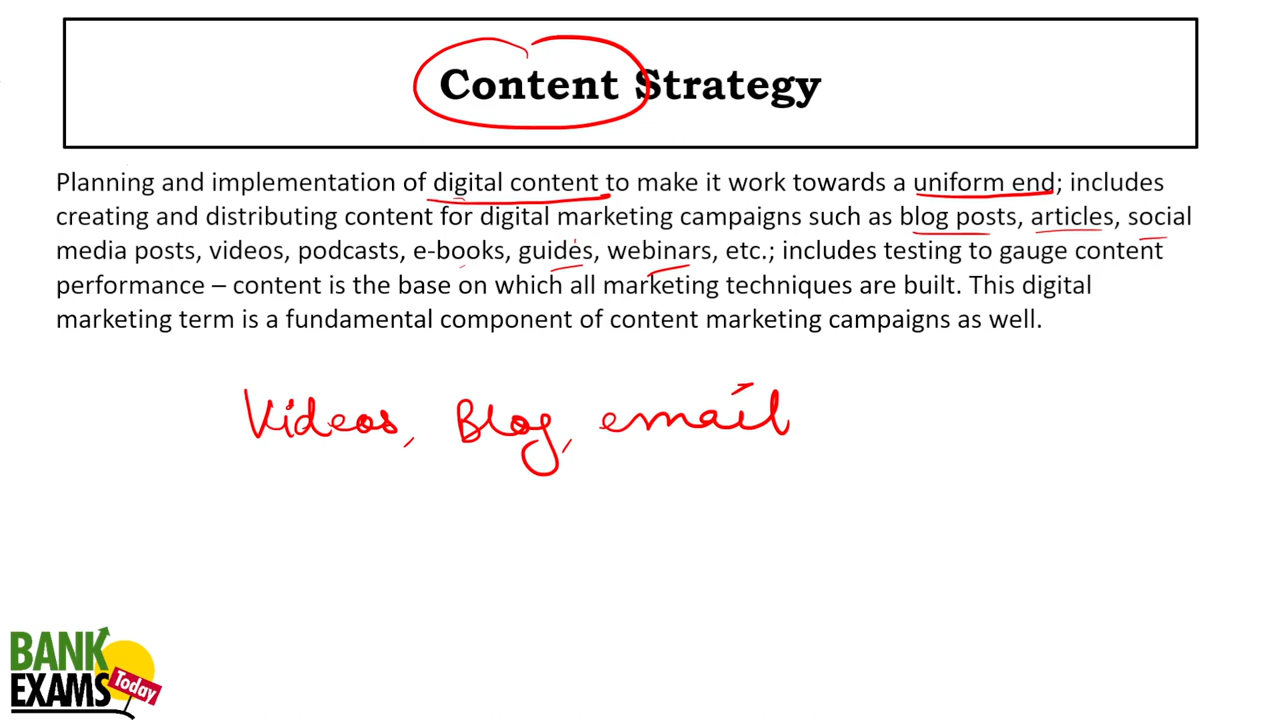 Content Strategy
Planning and implementation of digital content to make it work towards a uniform end; includes
creating and distributing content for digital marketing campaigns such as blog posts, articles, social
media posts, videos, podcasts, e-books, guides, webinars, etc.; includes testing to gauge content
performance – content is the base on which all marketing techniques are built. This digital
marketing term is a fundamental component of content marketing campaigns as well.
Videos, Blog, email
BANK
EXAMS Today